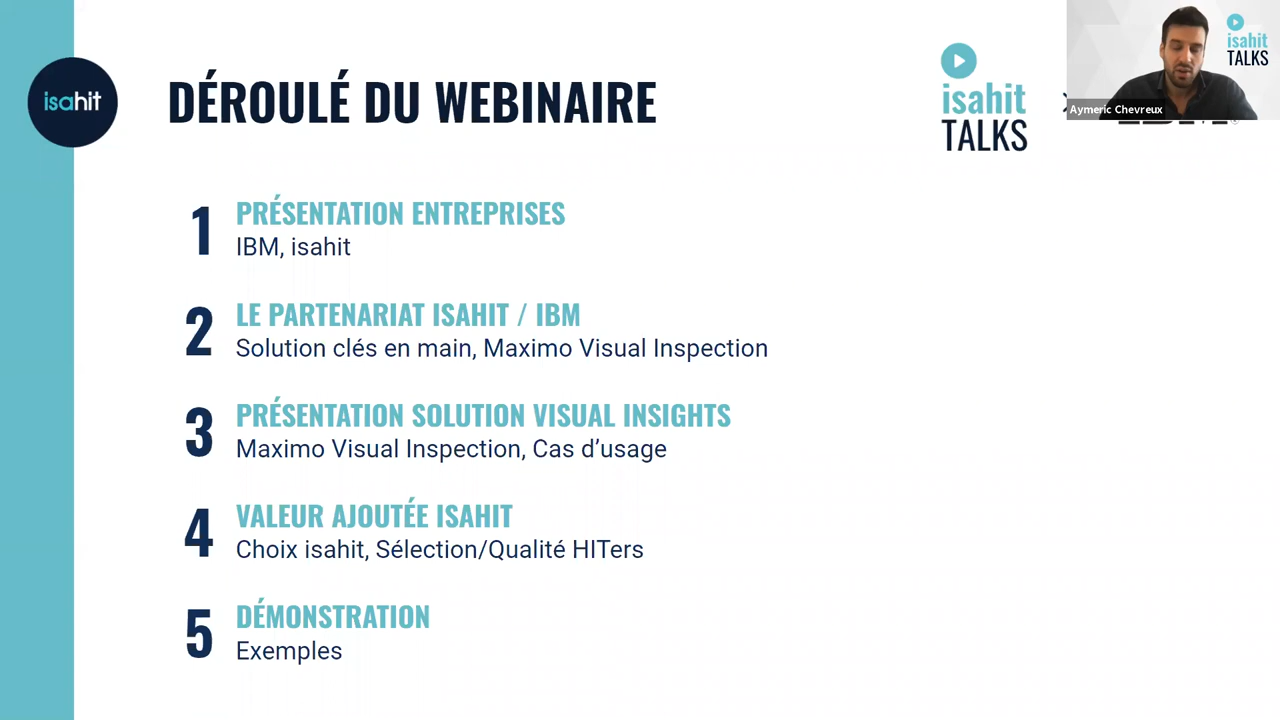 isahit
DÉROULÉ DU WEBINAIRE
isahit
TALKS
isahit
TALKS
Aymeric Chevreux
1
PRÉSENTATION ENTREPRISES
IBM, isahit
2
LE PARTENARIAT ISAHIT / IBM
Solution clés en main, Maximo Visual Inspection
3
PRÉSENTATION SOLUTION VISUAL INSIGHTS
Maximo Visual Inspection, Cas d’usage
4
VALEUR AJOUTÉE ISAHIT
Choix isahit, Sélection/Qualité HITers
5
DÉMONSTRATION
Exemples